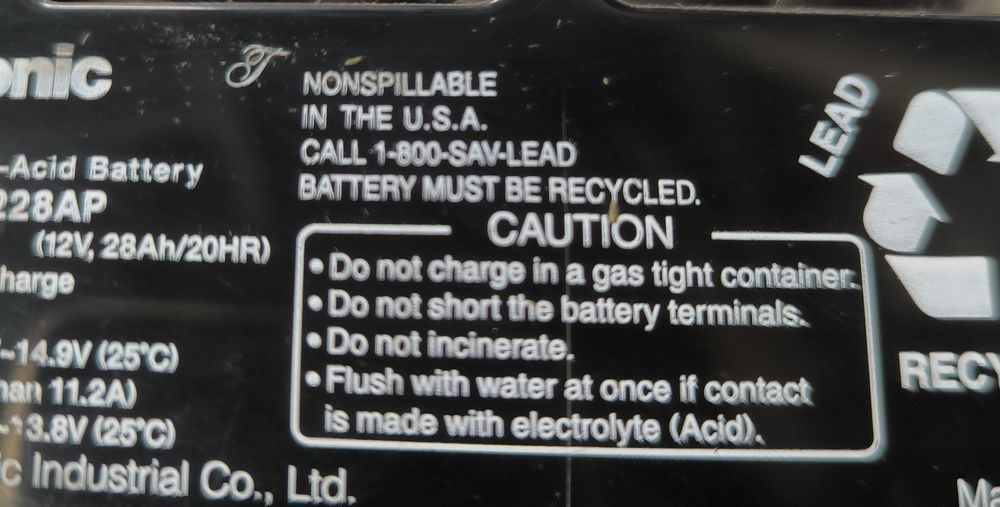 onic
NONSPILLABLE
IN THE U.S.A.
CALL 1-800-SAV-LEAD
BATTERY MUST BE RECYCLED.
-Acid Battery
228AP
(12V, 28Ah/20HR)
harge
~14.9V (25°C)
han 11.2A)
3.8V (25°C)
c Industrial Co., Ltd.
CAUTION
• Do not charge in a gas tight container.
• Do not short the battery terminals.
• Do not incinerate.
• Flush with water at once if contact
is made with electrolyte (Acid).
LEAD
RECY
Ma